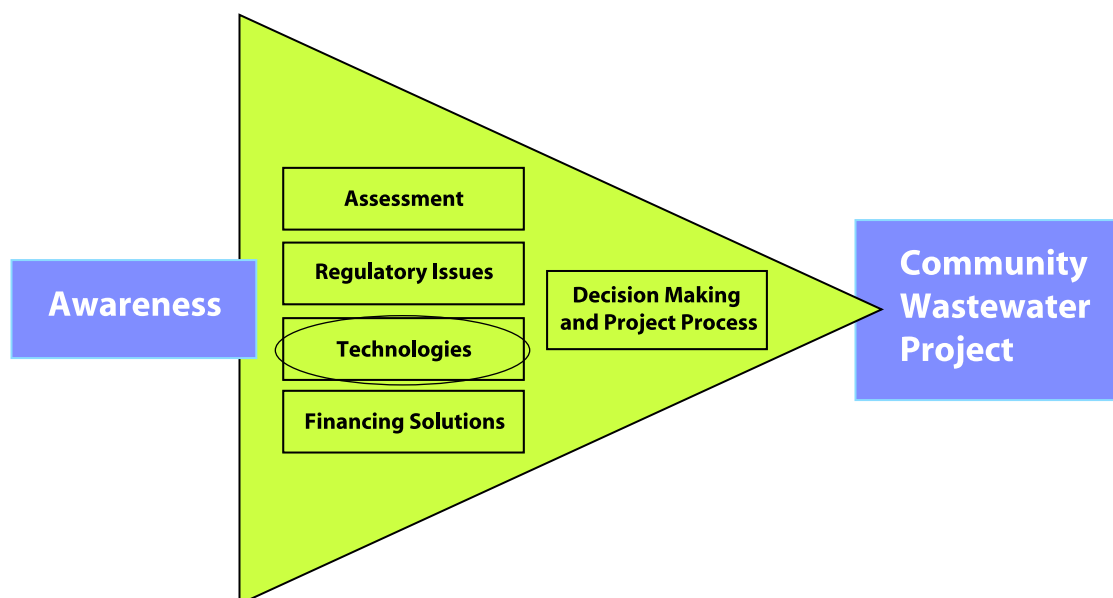 Awareness
Assessment
Regulatory Issues
Technologies
Financing Solutions
Decision Making
and Project Process
Community
Wastewater
Project